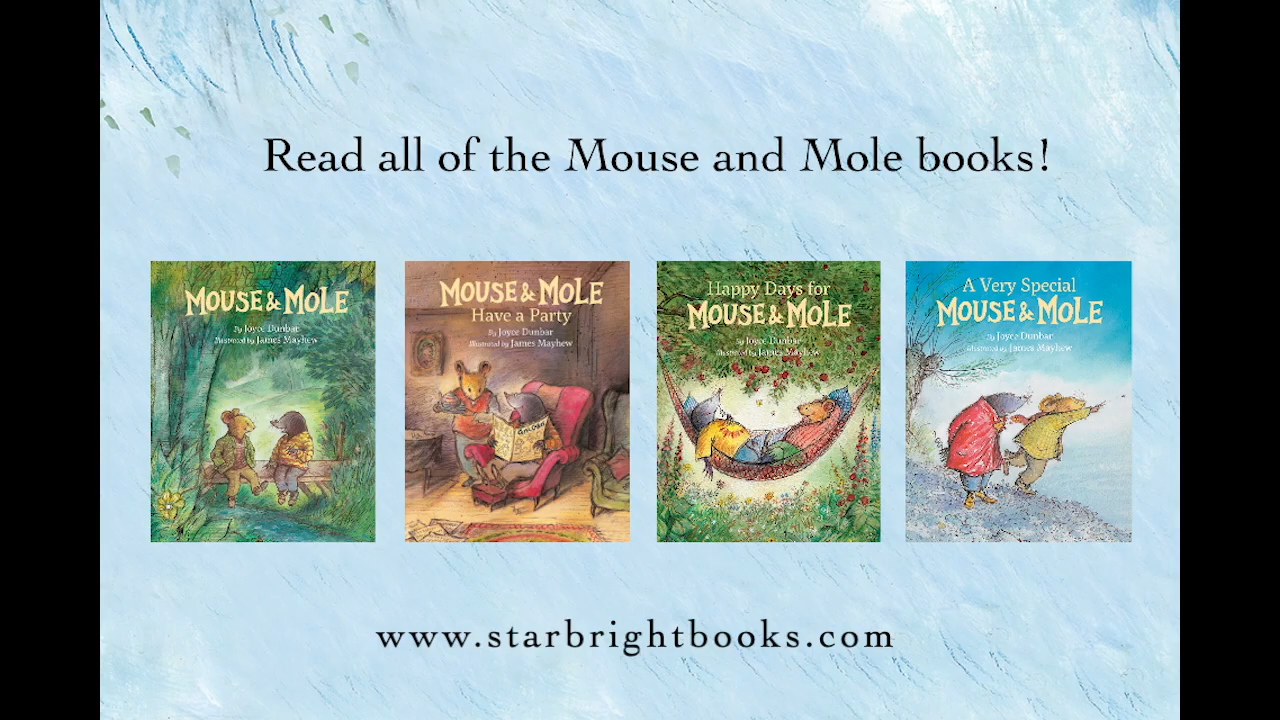 Read all of the Mouse and Mole books!
MOUSE & MOLE
By Joyce Dunbar
Illustrated by James Mayhew
MOUSE & MOLE
Have a Party
By Joyce Dunbar
Illustrated by James Mayhew
Happy Days for
MOUSE & MOLE
By Joyce Dunbar
Illustrated by James Mayhew
A Very Special
MOUSE & MOLE
By Joyce Dunbar
Illustrated by James Mayhew
www.starbrightbooks.com